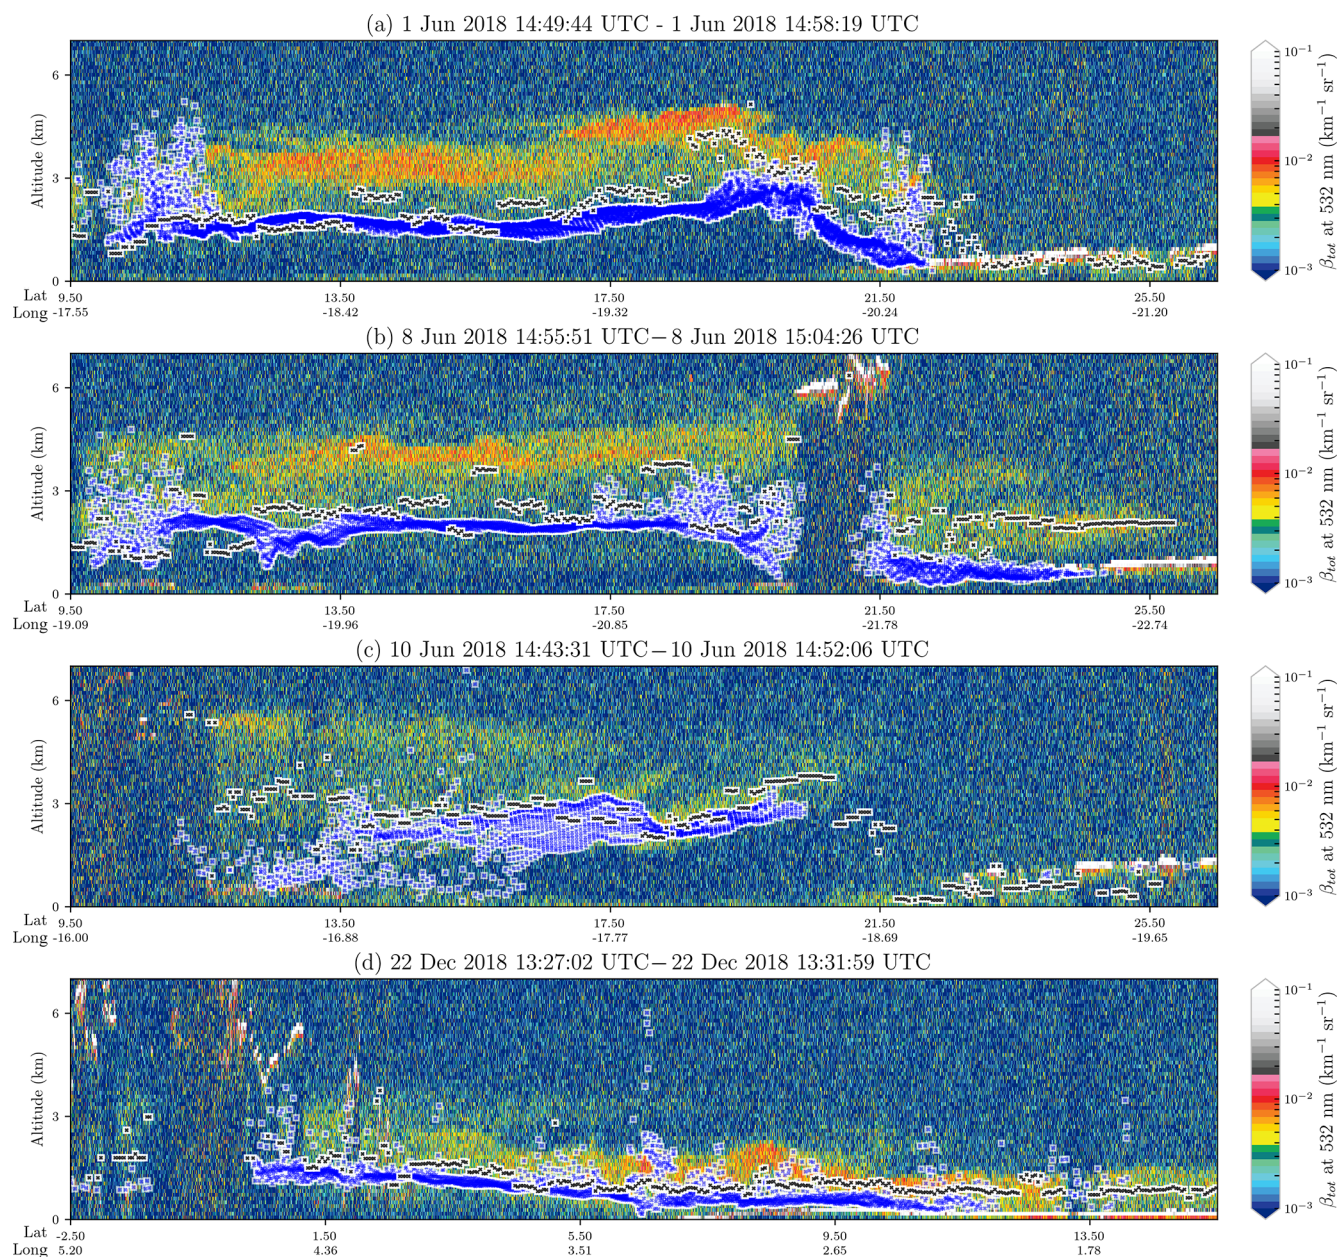 (a) 1 Jun 2018 14:49:44 UTC - 1 Jun 2018 14:58:19 UTC
Altitude (km)
6
3
0
Lat 9.50 13.50 17.50 21.50 25.50
Long -17.55 -18.42 -19.32 -20.24 -21.20
10⁻¹
10⁻²
10⁻³
β_tot at 532 nm (km⁻¹ sr⁻¹)
(b) 8 Jun 2018 14:55:51 UTC−8 Jun 2018 15:04:26 UTC
Altitude (km)
6
3
0
Lat 9.50 13.50 17.50 21.50 25.50
Long -19.09 -19.96 -20.85 -21.78 -22.74
10⁻¹
10⁻²
10⁻³
β_tot at 532 nm (km⁻¹ sr⁻¹)
(c) 10 Jun 2018 14:43:31 UTC−10 Jun 2018 14:52:06 UTC
Altitude (km)
6
3
0
Lat 9.50 13.50 17.50 21.50 25.50
Long -16.00 -16.88 -17.77 -18.69 -19.65
10⁻¹
10⁻²
10⁻³
β_tot at 532 nm (km⁻¹ sr⁻¹)
(d) 22 Dec 2018 13:27:02 UTC−22 Dec 2018 13:31:59 UTC
Altitude (km)
6
3
0
Lat -2.50 1.50 5.50 9.50 13.50
Long 5.20 4.36 3.51 2.65 1.78
10⁻¹
10⁻²
10⁻³
β_tot at 532 nm (km⁻¹ sr⁻¹)